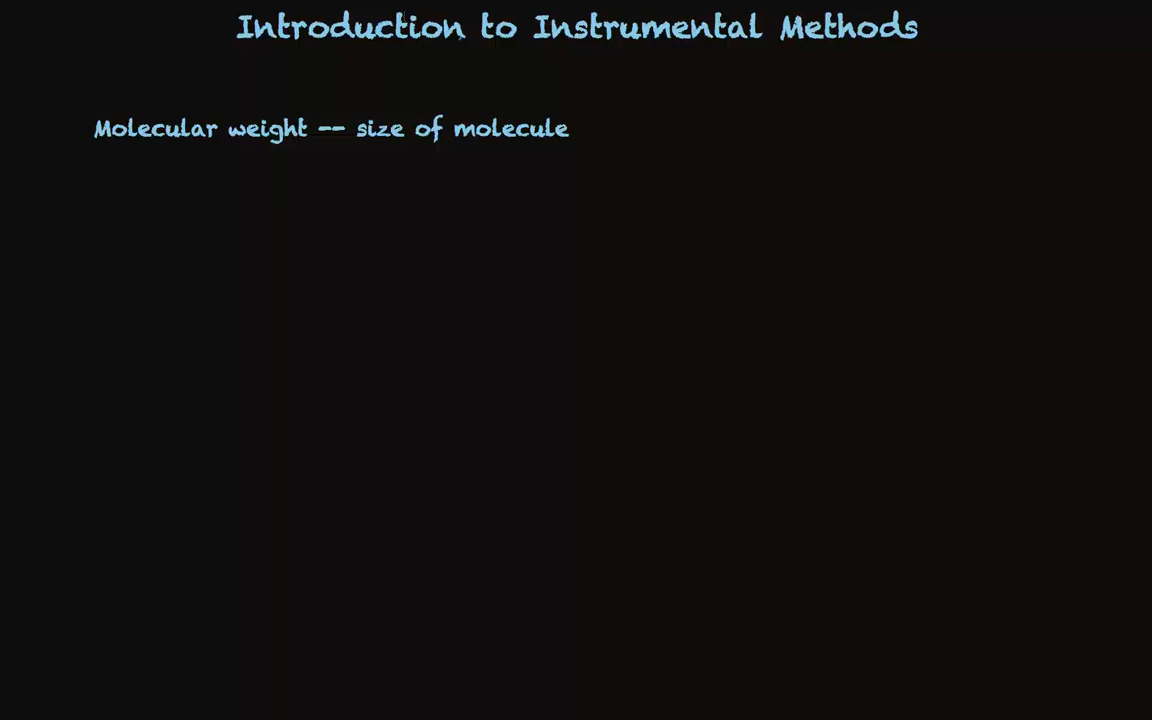 Introduction to Instrumental Methods
Molecular weight -- size of molecule